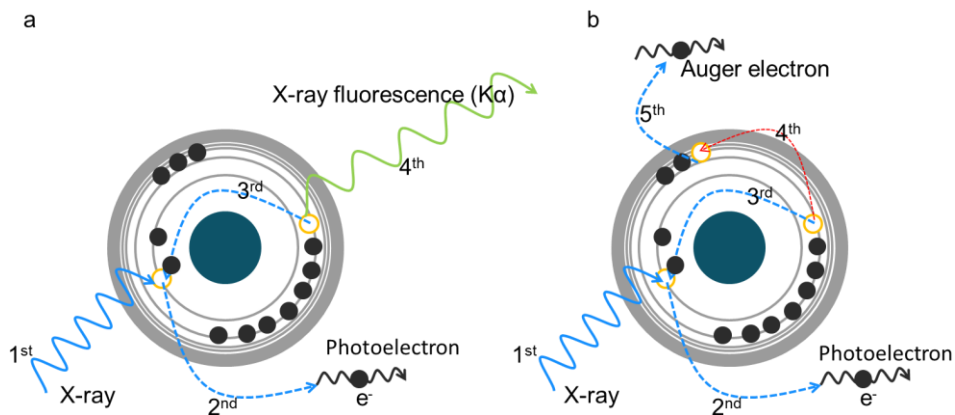 a
X-ray fluorescence (Kα)
4th
3rd
1st
X-ray
2nd
Photoelectron
e-
b
Auger electron
5th
4th
3rd
1st
X-ray
2nd
Photoelectron
e-